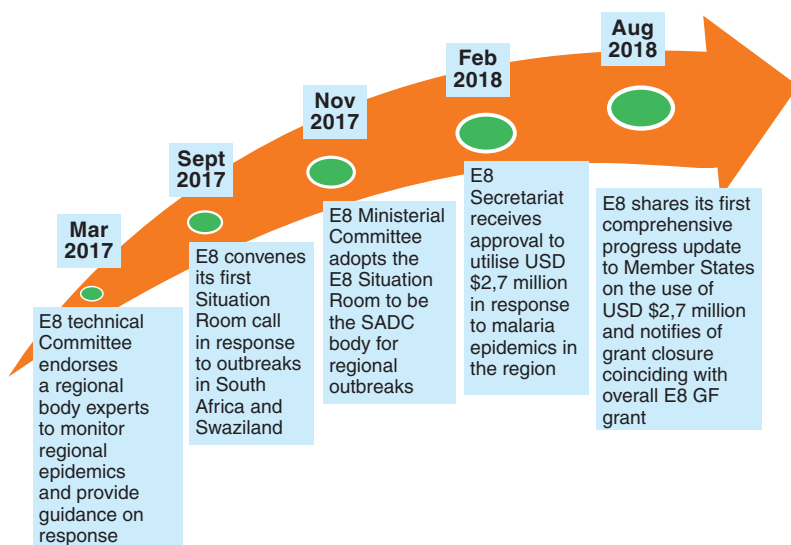 Mar
2017
E8 technical
Committee
endorses
a regional
body experts
to monitor
regional
epidemics
and provide
guidance on
response
Sept
2017
E8 convenes
its first
Situation
Room call
in response
to outbreaks
in South
Africa and
Swaziland
Nov
2017
E8 Ministerial
Committee
adopts the
E8 Situation
Room to be
the SADC
body for
regional
outbreaks
Feb
2018
E8
Secretariat
receives
approval to
utilise USD
$2,7 million
in response
to malaria
epidemics in
the region
Aug
2018
E8 shares its first
comprehensive
progress update
to Member States
on the use of
USD $2,7 million
and notifies of
grant closure
coinciding with
overall E8 GF
grant